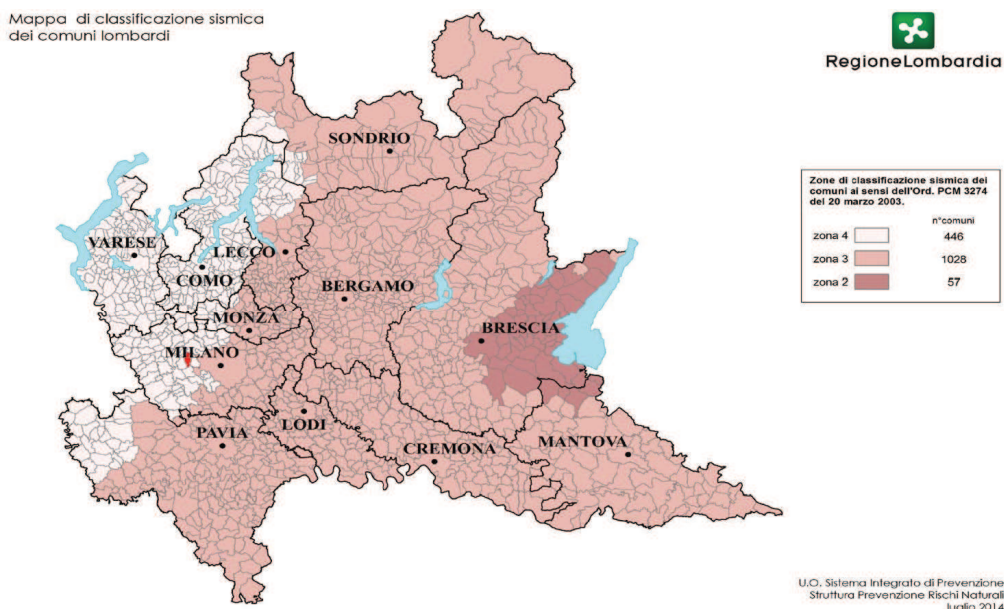 Mappa di classificazione sismica
dei comuni lombardi
RegioneLombardia
SONDRIO
VARESE
LECCO
COMO
BERGAMO
MONZA
BRESCIA
MILANO
LODI
PAVIA
CREMONA
MANTOVA
Zone di classificazione sismica dei
comuni ai sensi dell'Ord. PCM 3274
del 20 marzo 2003.
n°comuni
zona 4 446
zona 3 1028
zona 2 57
U.O. Sistema Integrato di Prevenzione
Struttura Prevenzione Rischi Naturali
luglio 2014